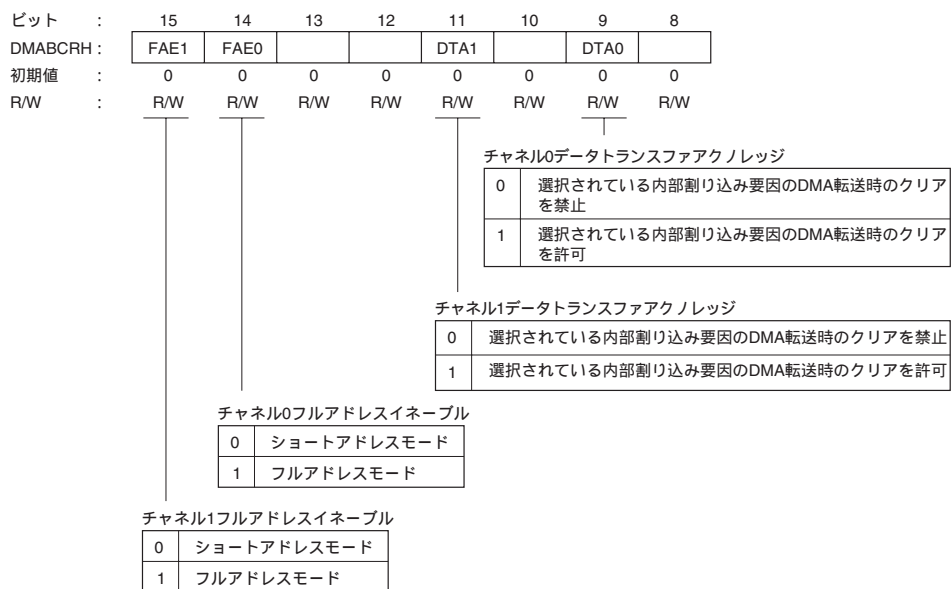 ビット : 15 14 13 12 11 10 9 8
DMABCRH : FAE1 FAE0 DTA1 DTA0
初期値 : 0 0 0 0 0 0 0 0
R/W : R/W R/W R/W R/W R/W R/W R/W R/W
チャネル0データトランスファアクノレッジ
0 選択されている内部割り込み要因のDMA転送時のクリア
を禁止
1 選択されている内部割り込み要因のDMA転送時のクリア
を許可
チャネル1データトランスファアクノレッジ
0 選択されている内部割り込み要因のDMA転送時のクリアを禁止
1 選択されている内部割り込み要因のDMA転送時のクリアを許可
チャネル0フルアドレスイネーブル
0 ショートアドレスモード
1 フルアドレスモード
チャネル1フルアドレスイネーブル
0 ショートアドレスモード
1 フルアドレスモード